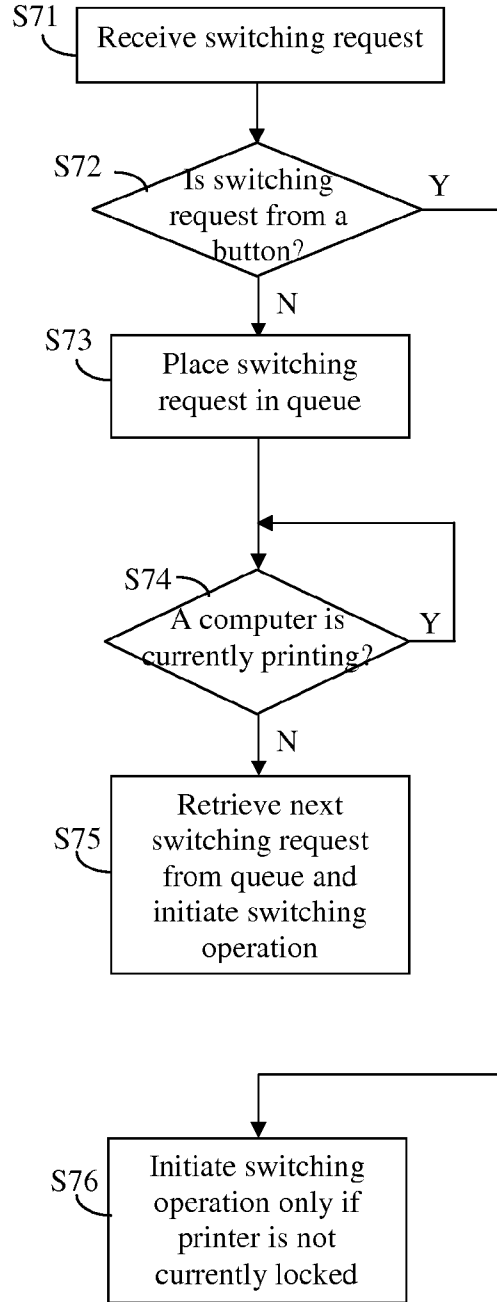 S71
Receive switching request
S72
Is switching
request from a
button?
Y
N
S73
Place switching
request in queue
S74
A computer is
currently printing?
Y
N
S75
Retrieve next
switching request
from queue and
initiate switching
operation
S76
Initiate switching
operation only if
printer is not
currently locked